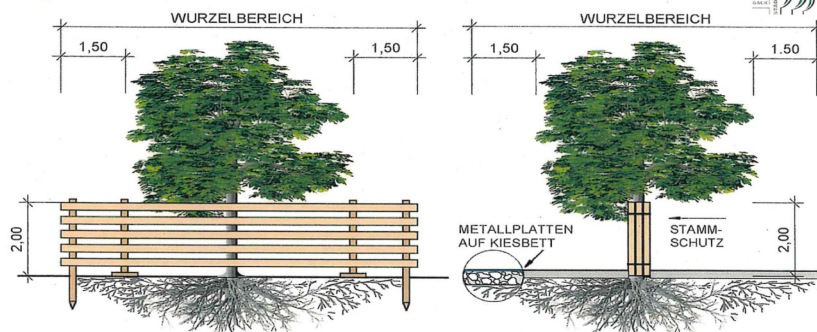 WURZELBEREICH
1,50
1,50
2,00
WURZELBEREICH
1,50
1.50
METALLPLATTEN
AUF KIESBETT
STAMM-
SCHUTZ
2,00